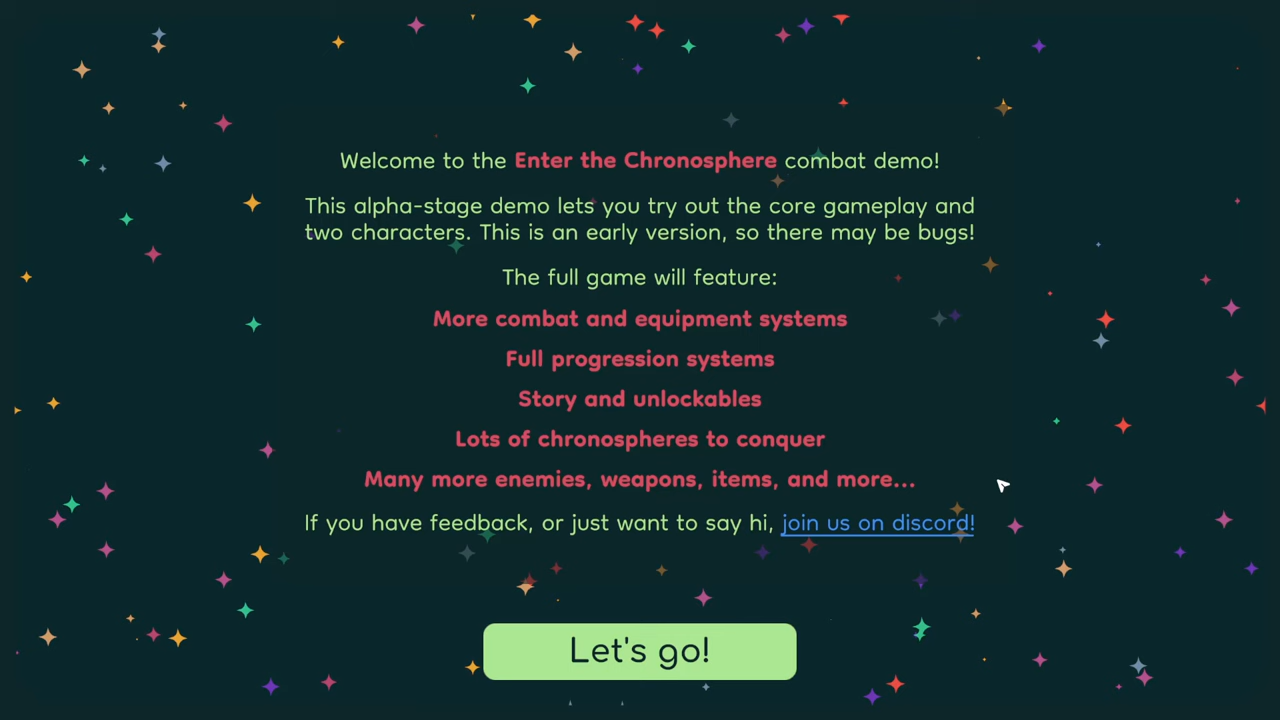 Welcome to the Enter the Chronosphere combat demo!
This alpha-stage demo lets you try out the core gameplay and
two characters. This is an early version, so there may be bugs!
The full game will feature:
More combat and equipment systems
Full progression systems
Story and unlockables
Lots of chronospheres to conquer
Many more enemies, weapons, items, and more...
If you have feedback, or just want to say hi, join us on discord!
Let's go!